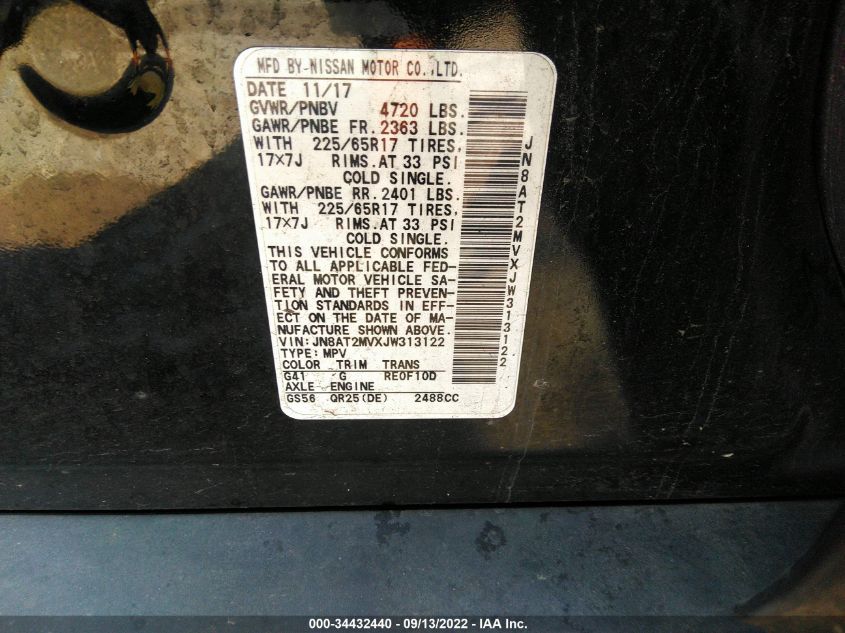 MFD BY-NISSAN MOTOR CO.,LTD.
DATE 11/17
GVWR/PNBV 4720 LBS.
GAWR/PNBE FR. 2363 LBS.
WITH 225/65R17 TIRES,
17×7J RIMS.AT 33 PSI
COLD SINGLE.
GAWR/PNBE RR. 2401 LBS.
WITH 225/65R17 TIRES,
17×7J RIMS.AT 33 PSI
COLD SINGLE.
THIS VEHICLE CONFORMS
TO ALL APPLICABLE FED-
ERAL MOTOR VEHICLE SA-
FETY AND THEFT PREVEN-
TION STANDARDS IN EFF-
ECT ON THE DATE OF MA-
NUFACTURE SHOWN ABOVE.
VIN: JN8AT2MVXJW313122
TYPE: MPV
COLOR TRIM TRANS
G41 G RE0F10D
AXLE ENGINE
GS56 QR25(DE) 2488CC
JN8AT2MVXJW313122
000-34432440 - 09/13/2022 - IAA Inc.